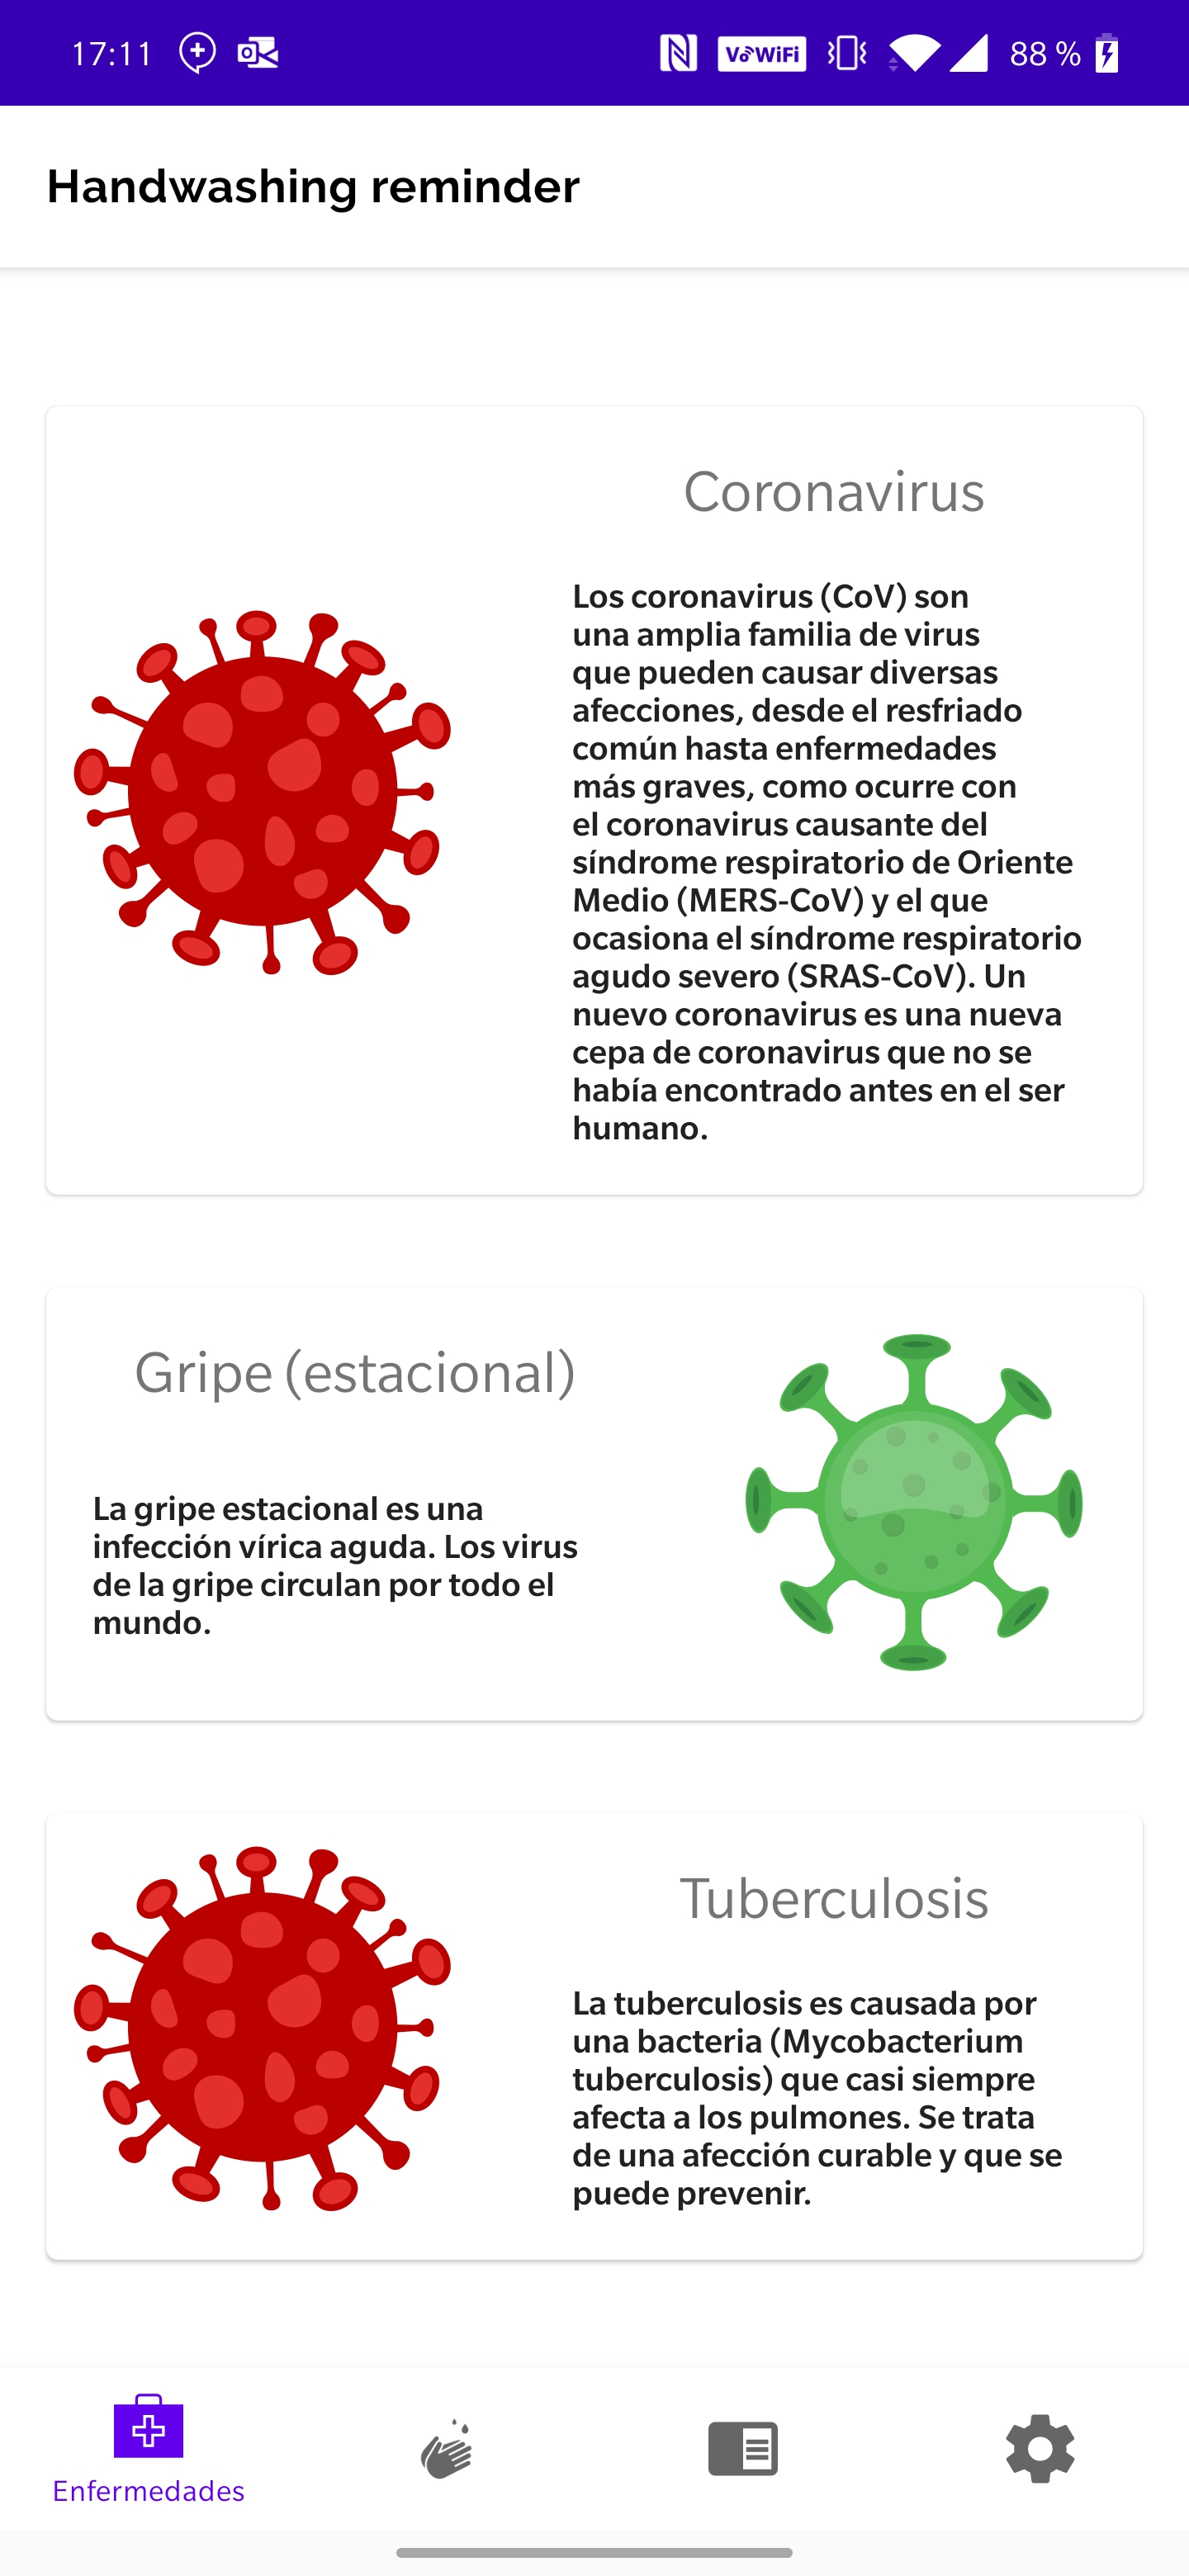 17:11
Vo WiFi
88 %
Handwashing reminder
Coronavirus
Los coronavirus (CoV) son
una amplia familia de virus
que pueden causar diversas
afecciones, desde el resfriado
común hasta enfermedades
más graves, como ocurre con
el coronavirus causante del
síndrome respiratorio de Oriente
Medio (MERS-CoV) y el que
ocasiona el síndrome respiratorio
agudo severo (SRAS-CoV). Un
nuevo coronavirus es una nueva
cepa de coronavirus que no se
había encontrado antes en el ser
humano.
Gripe (estacional)
La gripe estacional es una
infección vírica aguda. Los virus
de la gripe circulan por todo el
mundo.
Tuberculosis
La tuberculosis es causada por
una bacteria (Mycobacterium
tuberculosis) que casi siempre
afecta a los pulmones. Se trata
de una afección curable y que se
puede prevenir.
Enfermedades